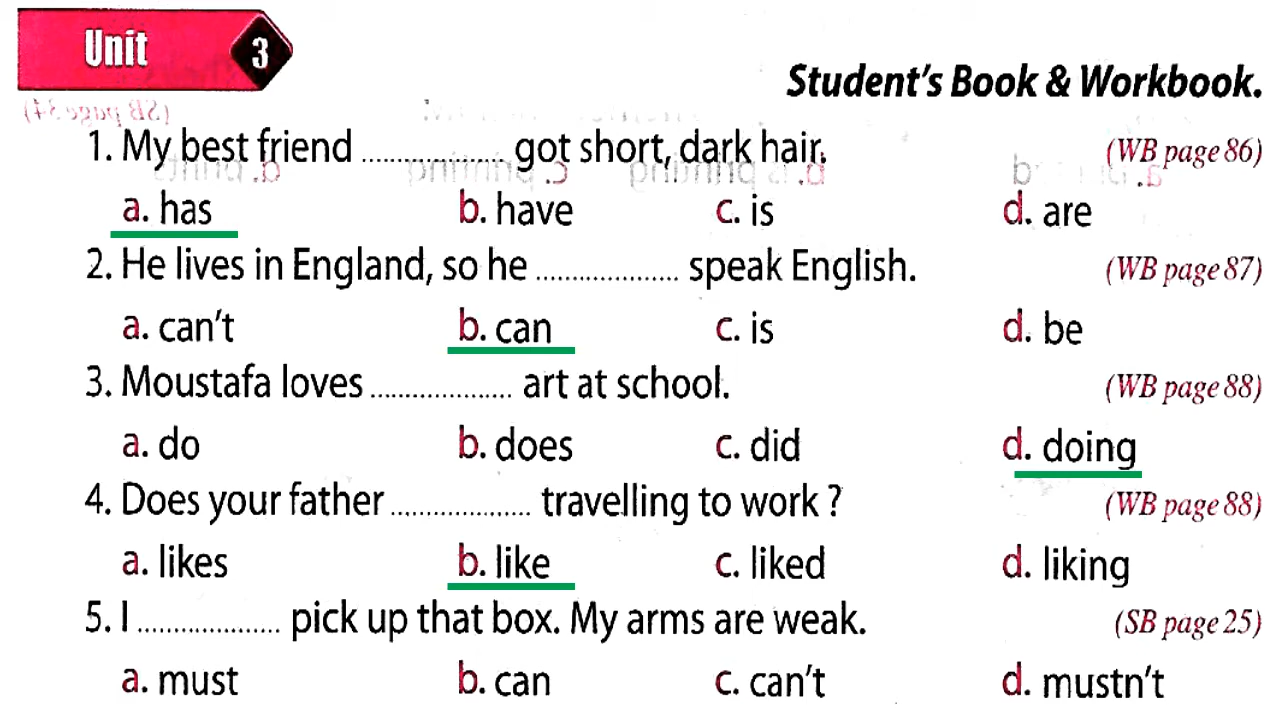 Unit 3
Student's Book & Workbook.
1. My best friend .................... got short, dark hair. (WB page 86)
a. has b. have c. is d. are
2. He lives in England, so he .................... speak English. (WB page 87)
a. can't b. can c. is d. be
3. Moustafa loves .................... art at school. (WB page 88)
a. do b. does c. did d. doing
4. Does your father .................... travelling to work ? (WB page 88)
a. likes b. like c. liked d. liking
5. I .................... pick up that box. My arms are weak. (SB page 25)
a. must b. can c. can't d. mustn't